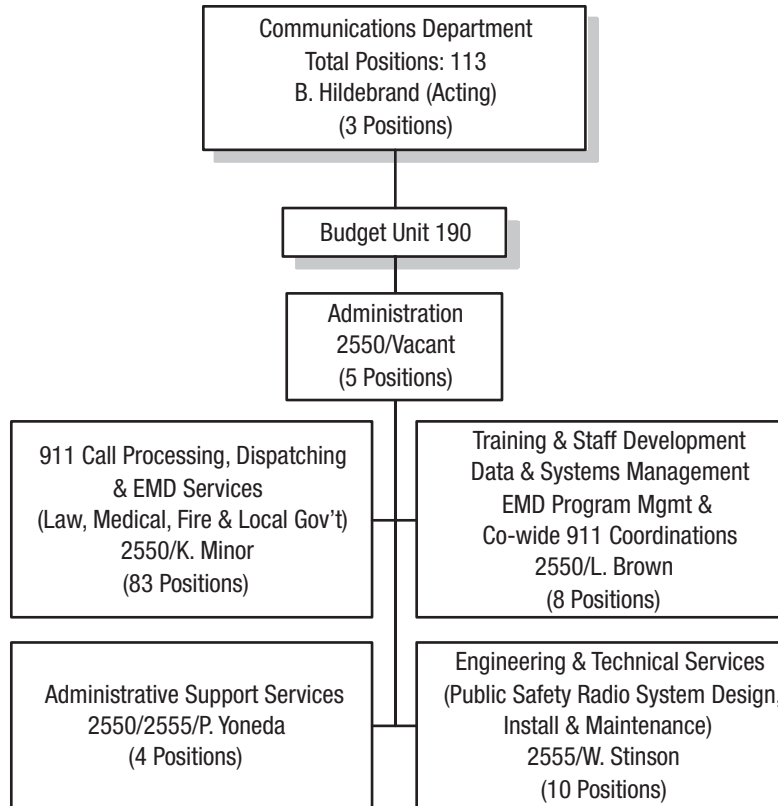 Communications Department
Total Positions: 113
B. Hildebrand (Acting)
(3 Positions)
Budget Unit 190
Administration
2550/Vacant
(5 Positions)
911 Call Processing, Dispatching
& EMD Services
(Law, Medical, Fire & Local Gov’t)
2550/K. Minor
(83 Positions)
Training & Staff Development
Data & Systems Management
EMD Program Mgmt &
Co-wide 911 Coordinations
2550/L. Brown
(8 Positions)
Administrative Support Services
2550/2555/P. Yoneda
(4 Positions)
Engineering & Technical Services
(Public Safety Radio System Design,
Install & Maintenance)
2555/W. Stinson
(10 Positions)